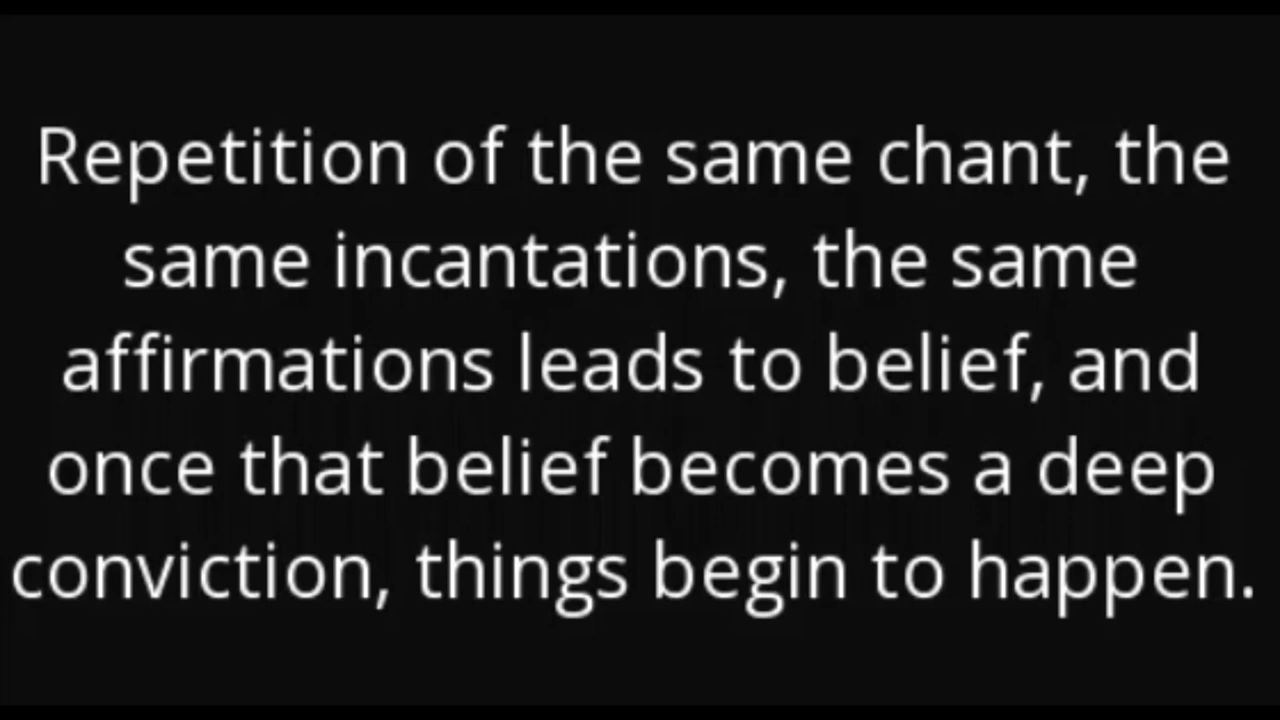 Repetition of the same chant, the
same incantations, the same
affirmations leads to belief, and
once that belief becomes a deep
conviction, things begin to happen.